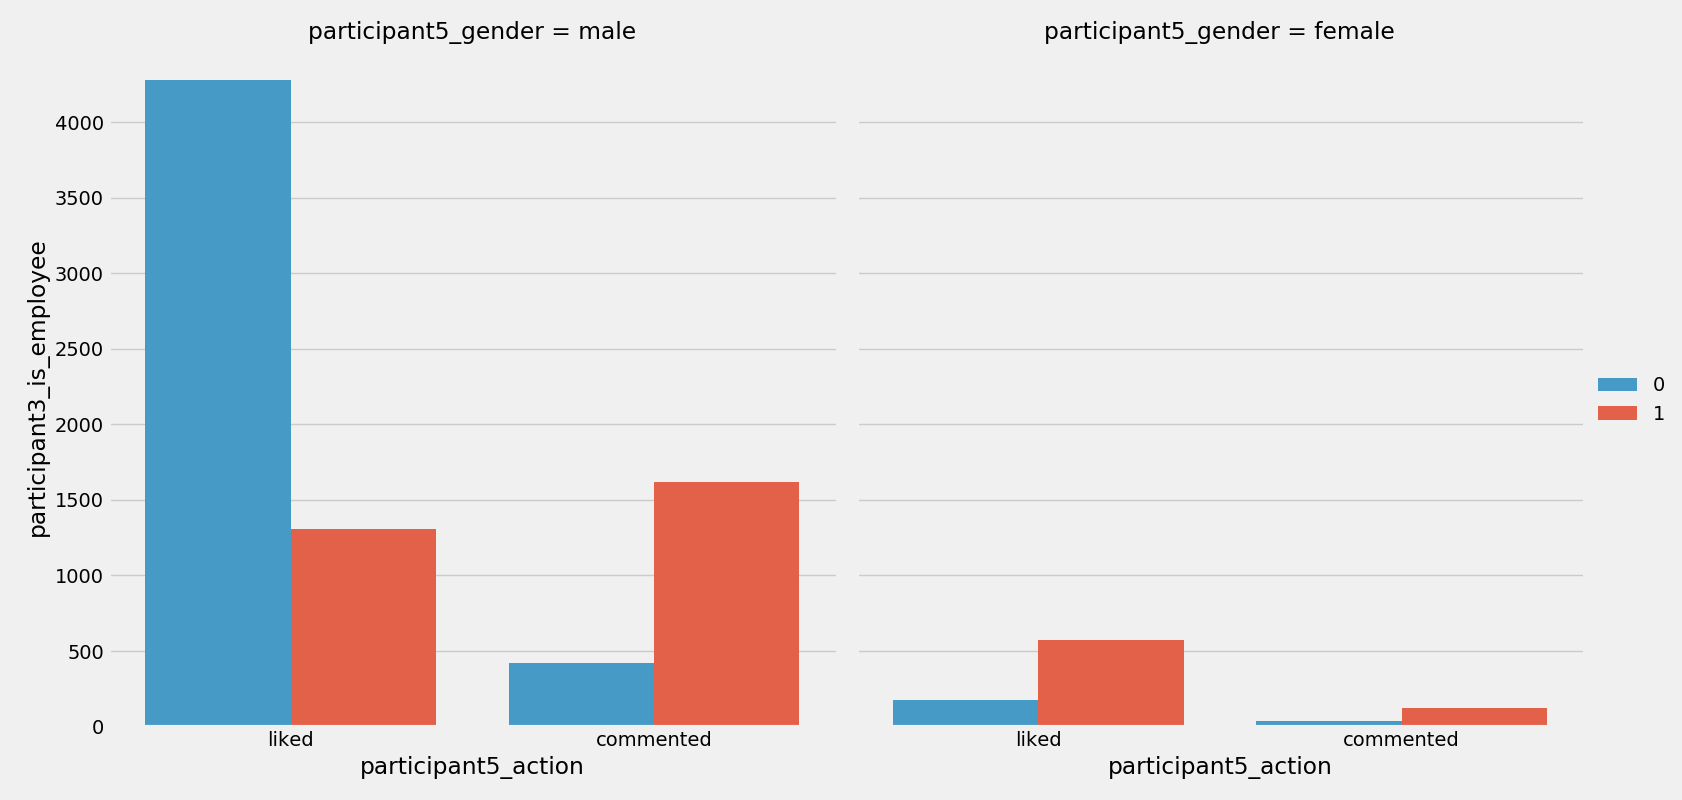 participant5_gender = male
participant5_gender = female
participant3_is_employee
4000
3500
3000
2500
2000
1500
1000
500
0
liked
commented
participant5_action
liked
commented
participant5_action
0
1